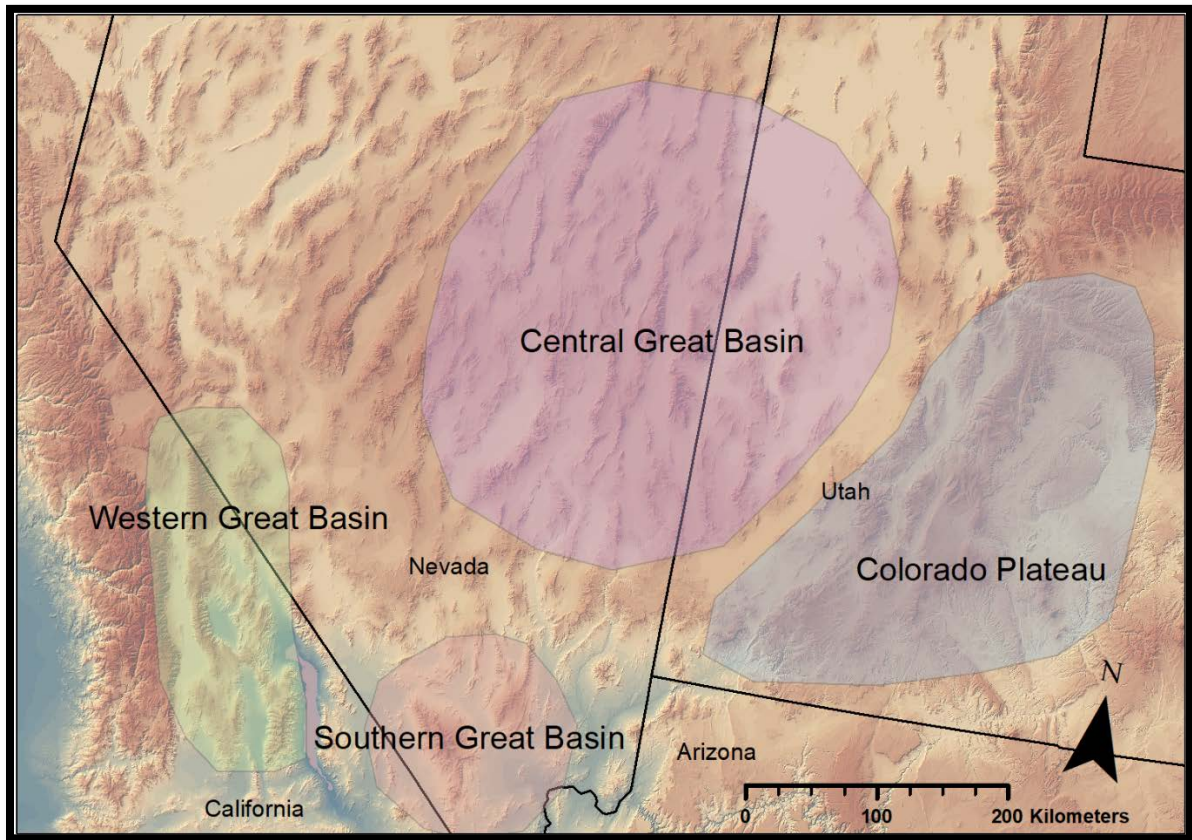 Central Great Basin
Utah
Western Great Basin
Nevada
Colorado Plateau
N
Southern Great Basin
Arizona
California
0 100 200 Kilometers